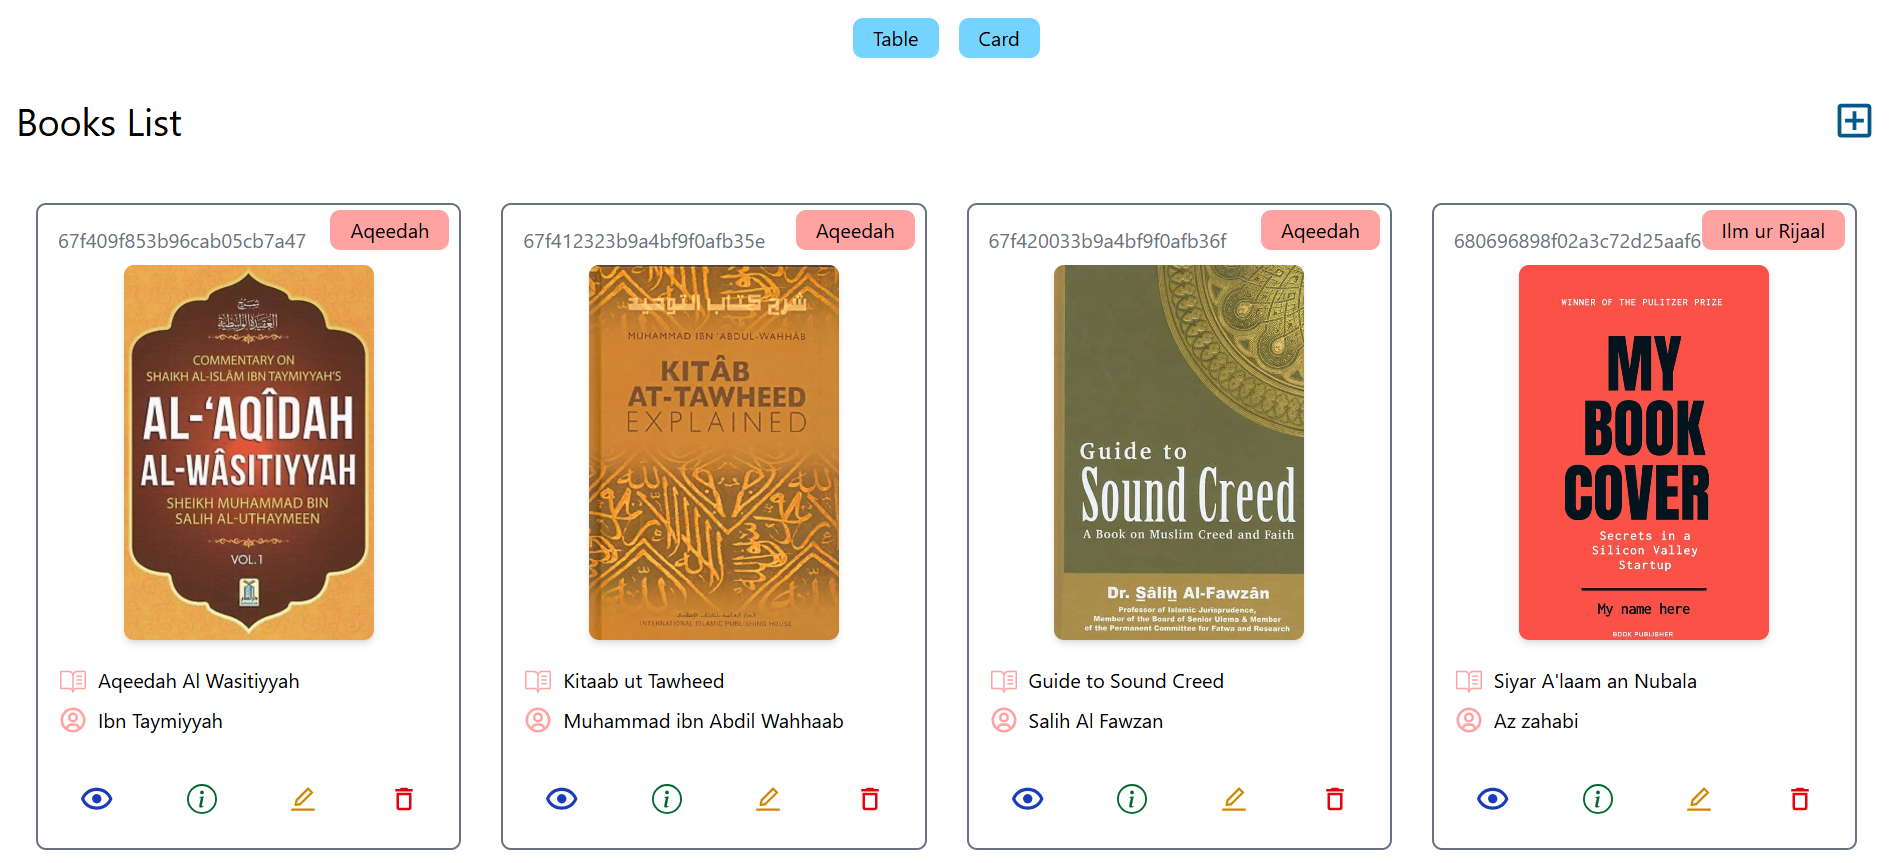 Table
Card
Books List
67f409f853b96cab05cb7a47
Aqeedah
شرح
العقيدة الواسطية
COMMENTARY ON
SHAIKH AL-ISLÂM IBN TAYMIYYAH'S
AL-‘AQÎDAH
AL-WÂSITIYYAH
SHEIKH MUHAMMAD BIN
SALIH AL-UTHAYMEEN
VOL.1
Aqeedah Al Wasitiyyah
Ibn Taymiyyah
67f412323b9a4bf9f0afb35e
Aqeedah
شرح كتاب التوحيد
MUHAMMAD IBN 'ABDUL-WAHHÂB
KITÂB
AT-TAWHEED
EXPLAINED
INTERNATIONAL ISLAMIC PUBLISHING HOUSE
Kitaab ut Tawheed
Muhammad ibn Abdil Wahhaab
67f420033b9a4bf9f0afb36f
Aqeedah
Guide to
Sound Creed
A Book on Muslim Creed and Faith
Dr. Sâlih Al-Fawzân
Professor of Islamic Jurisprudence,
Member of the Board of Senior Ulema & Member
of the Permanent Committee for Fatwa and Research
Guide to Sound Creed
Salih Al Fawzan
680696898f02a3c72d25aaf6
Ilm ur Rijaal
WINNER OF THE PULITZER PRIZE
MY
BOOK
COVER
Secrets in a
Silicon Valley
Startup
My name here
BOOK PUBLISHER
Siyar A'laam an Nubala
Az zahabi